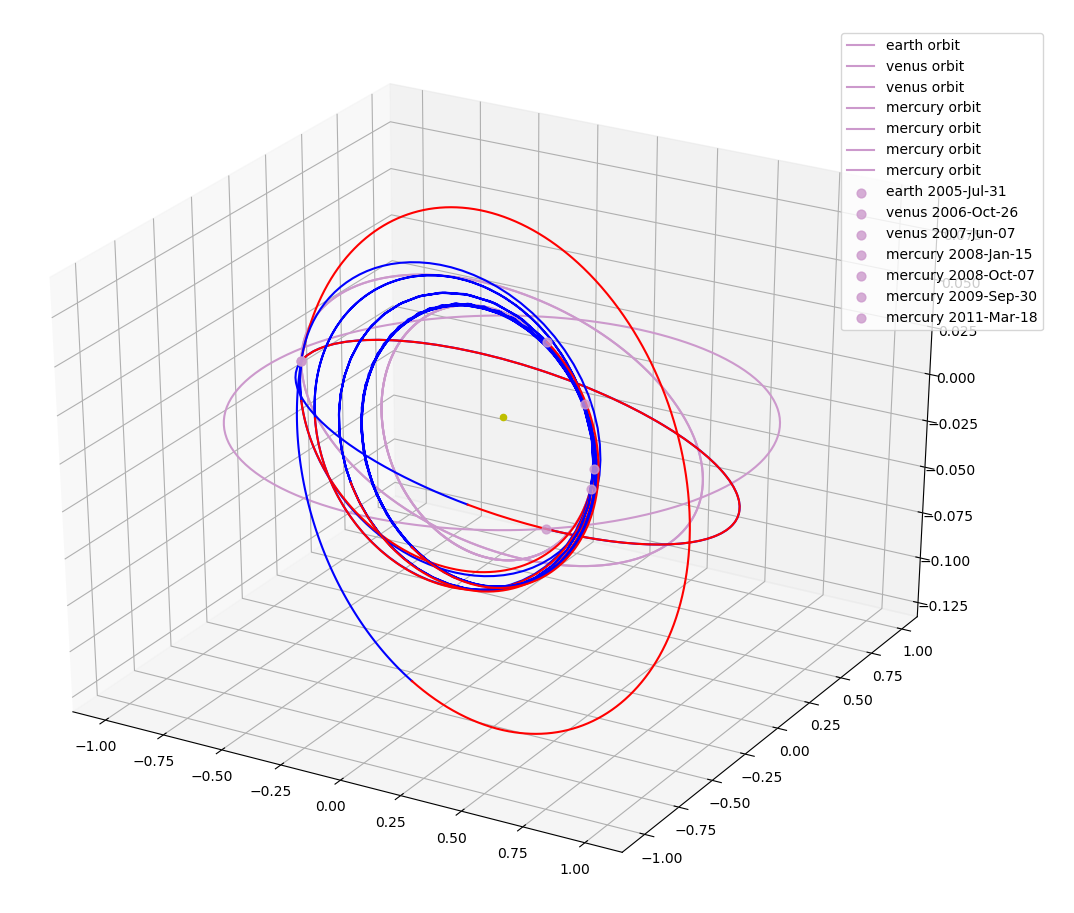 earth orbit
venus orbit
venus orbit
mercury orbit
mercury orbit
mercury orbit
mercury orbit
earth 2005-Jul-31
venus 2006-Oct-26
venus 2007-Jun-07
mercury 2008-Jan-15
mercury 2008-Oct-07
mercury 2009-Sep-30
mercury 2011-Mar-18
0.050
0.025
0.000
−0.025
−0.050
−0.075
−0.100
−0.125
−1.00
−0.75
−0.50
−0.25
0.00
0.25
0.50
0.75
1.00
1.00
0.75
0.50
0.25
0.00
−0.25
−0.50
−0.75
−1.00